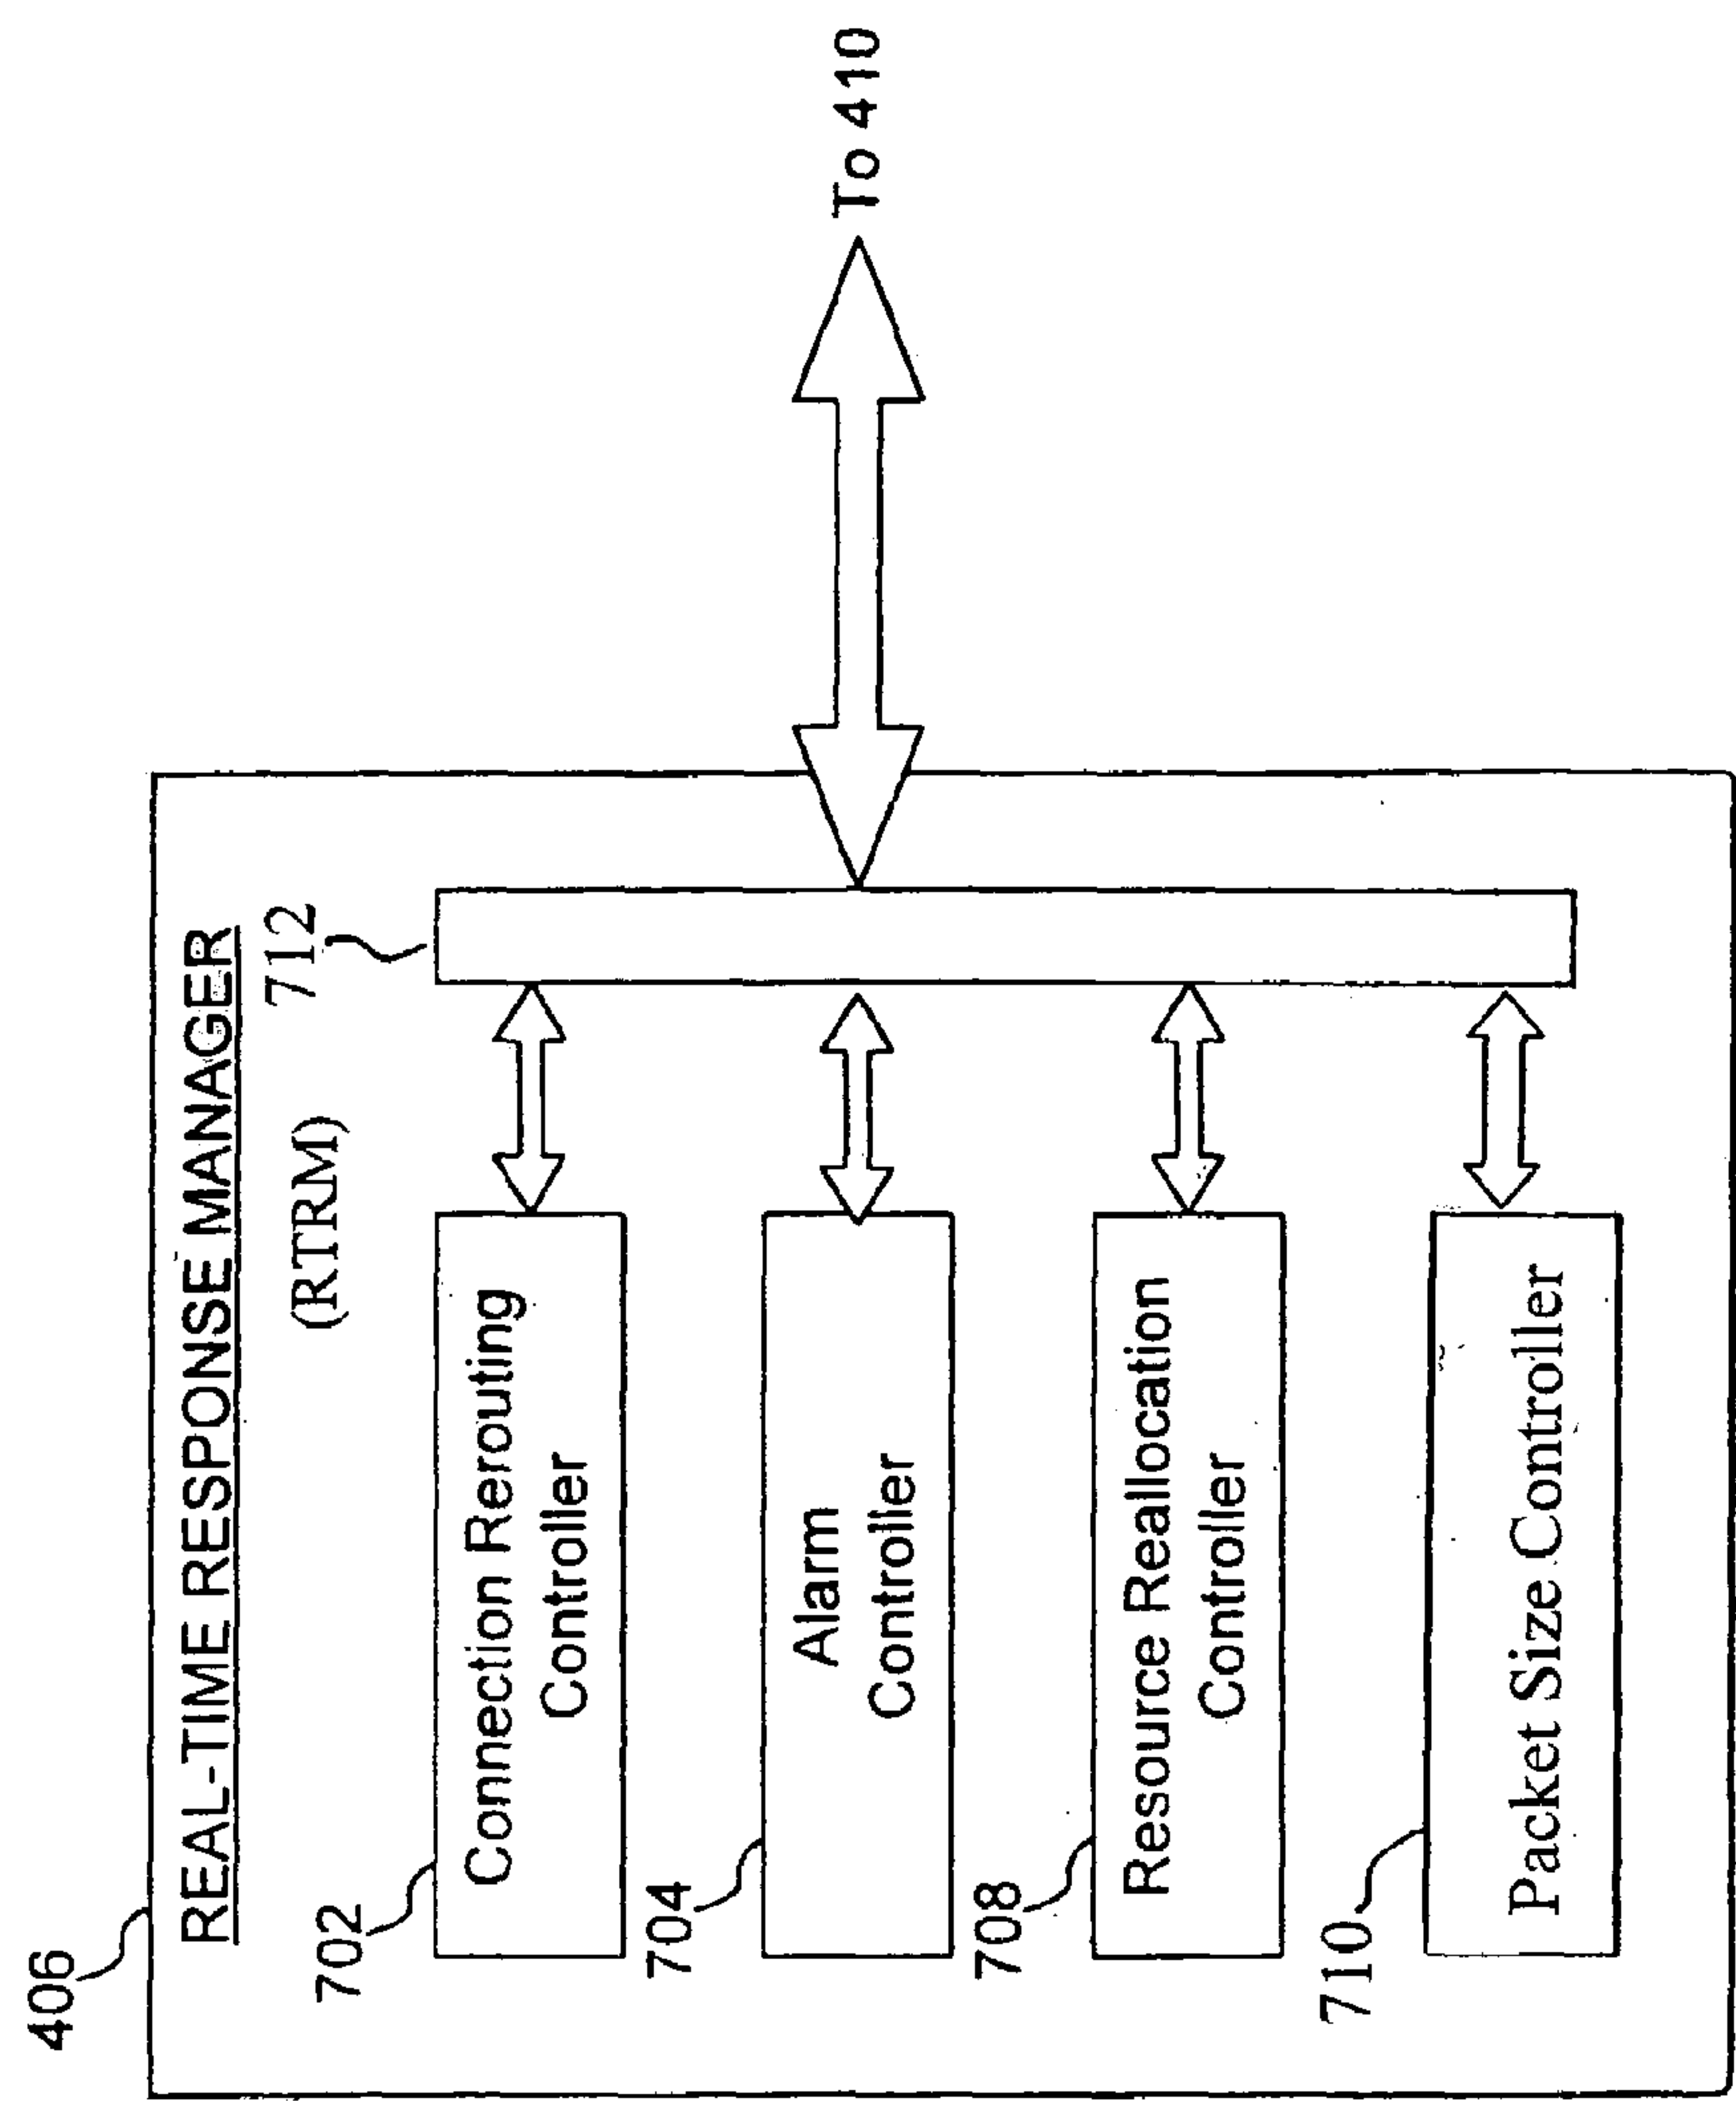 406
REAL-TIME RESPONSE MANAGER
(RTRM)
712
702
Connection Rerouting
Controller
704
Alarm
Controller
708
Resource Reallocation
Controller
710
Packet Size Controller
To 410